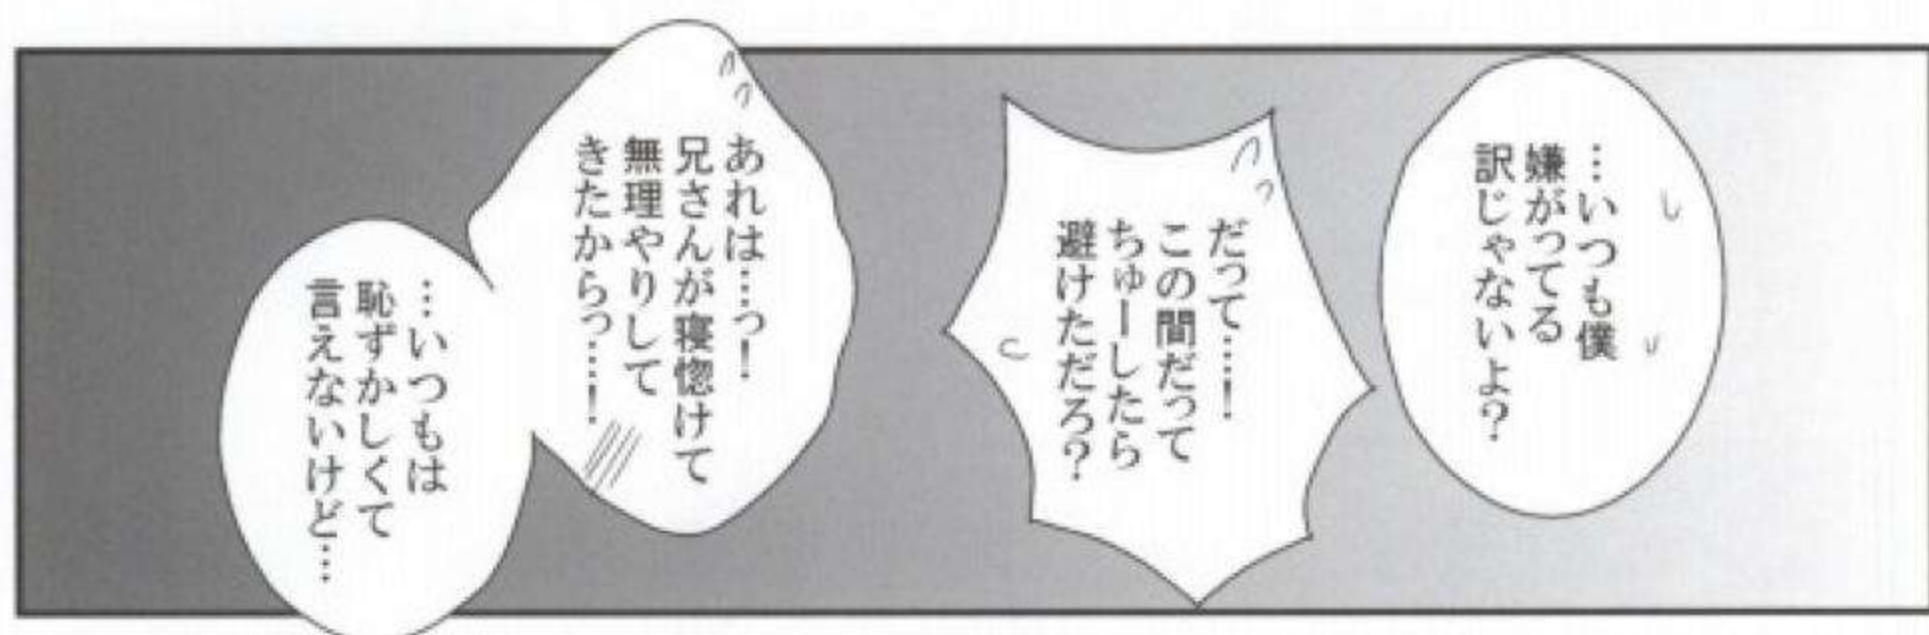 …いつも僕
嫌がってる
訳じゃないよ?
だって……!
この間だって
ちゅーしたら
避けただろ?
あれは……っ!
兄さんが寝惚けて
無理やりして
きたからっ……!
…いつもは
恥ずかしくて
言えないけど…